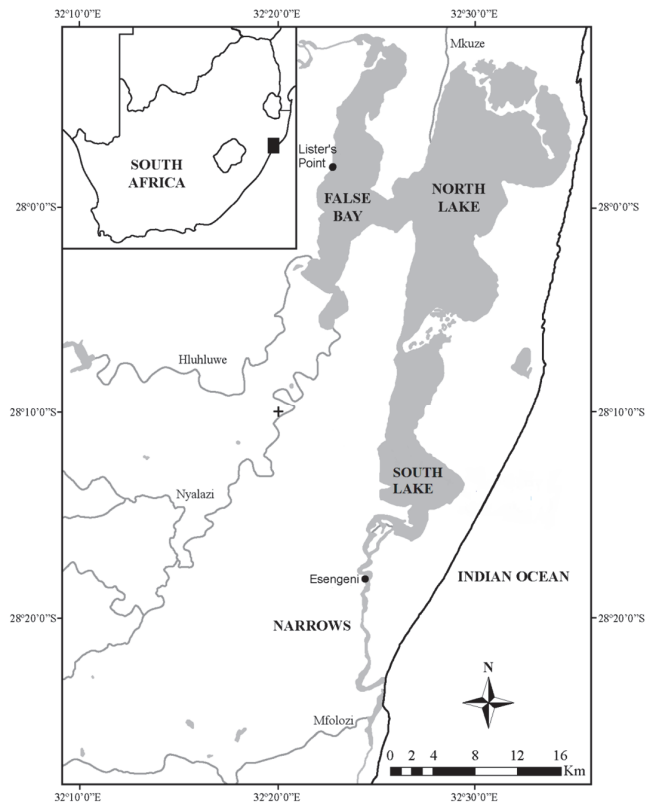 32°10'0"E 32°20'0"E 32°30'0"E
Mkuze
Lister's
Point
SOUTH
AFRICA
FALSE
BAY
NORTH
LAKE
28°0'0"S 28°0'0"S
Hluhluwe
28°10'0"S 28°10'0"S
SOUTH
LAKE
Nyalazi
Esengeni
INDIAN OCEAN
28°20'0"S 28°20'0"S
NARROWS
N
Mfolozi
0 2 4 8 12 16
Km
32°10'0"E 32°20'0"E 32°30'0"E